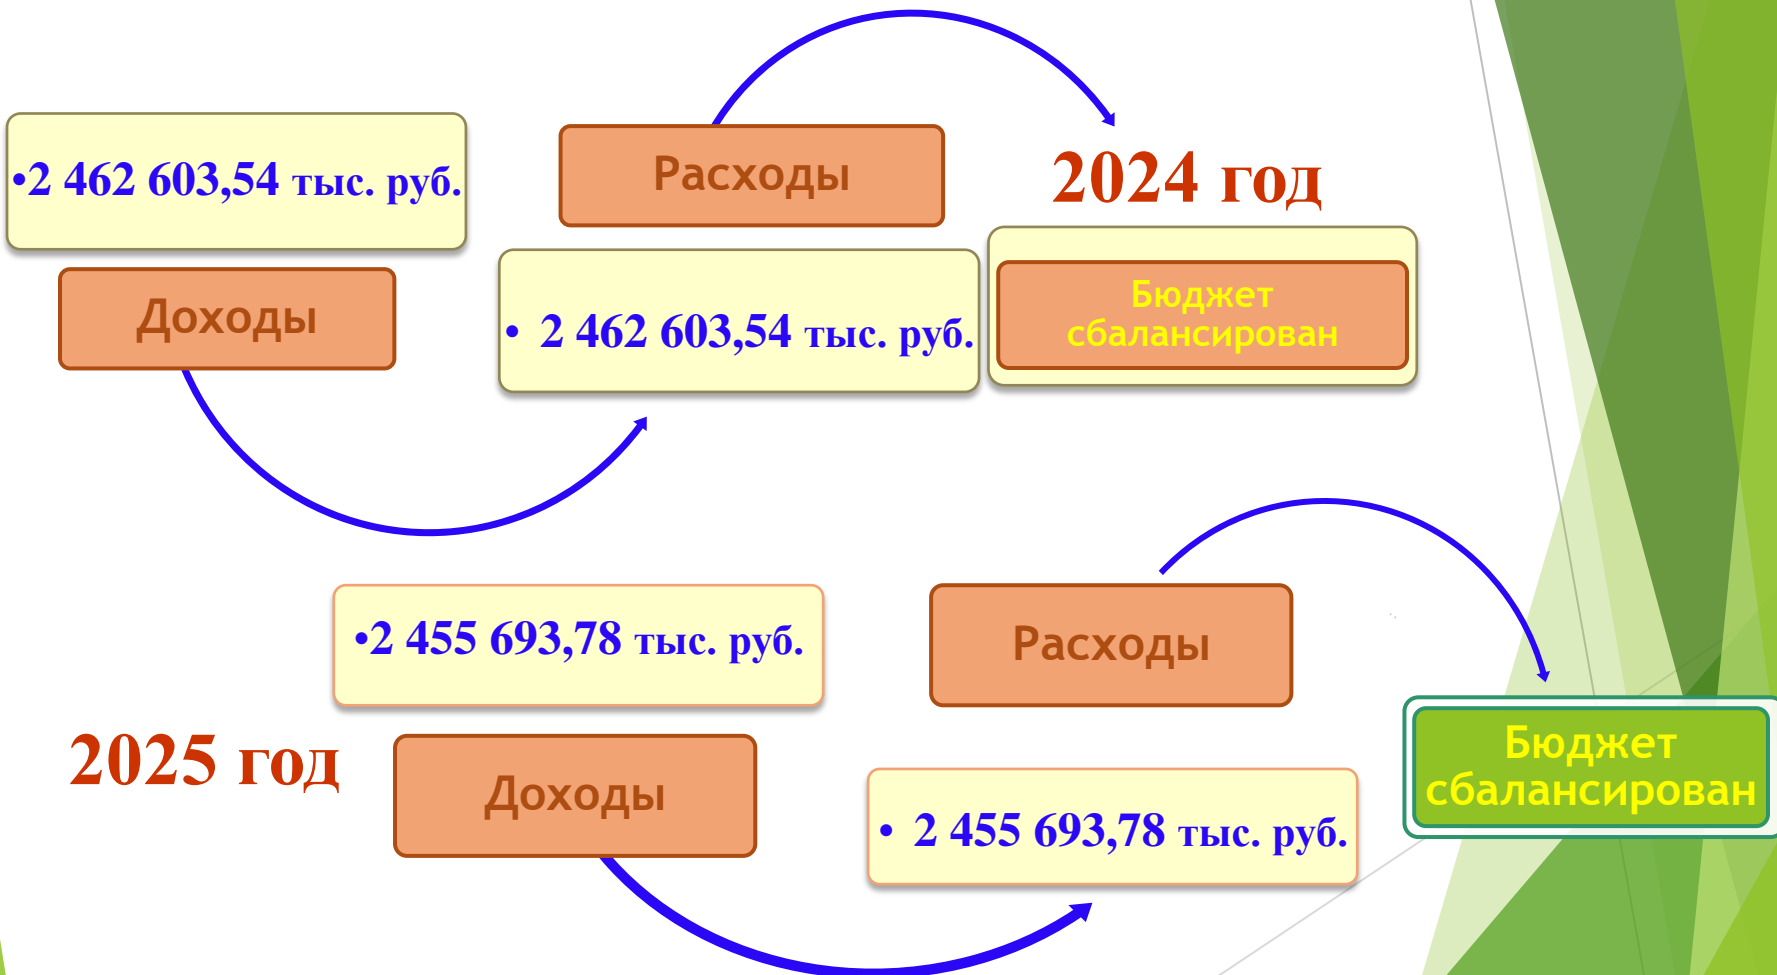 •2 462 603,54 тыс. руб.
Доходы
Расходы
• 2 462 603,54 тыс. руб.
2024 год
Бюджет
сбалансирован
2025 год
•2 455 693,78 тыс. руб.
Доходы
Расходы
• 2 455 693,78 тыс. руб.
Бюджет
сбалансирован